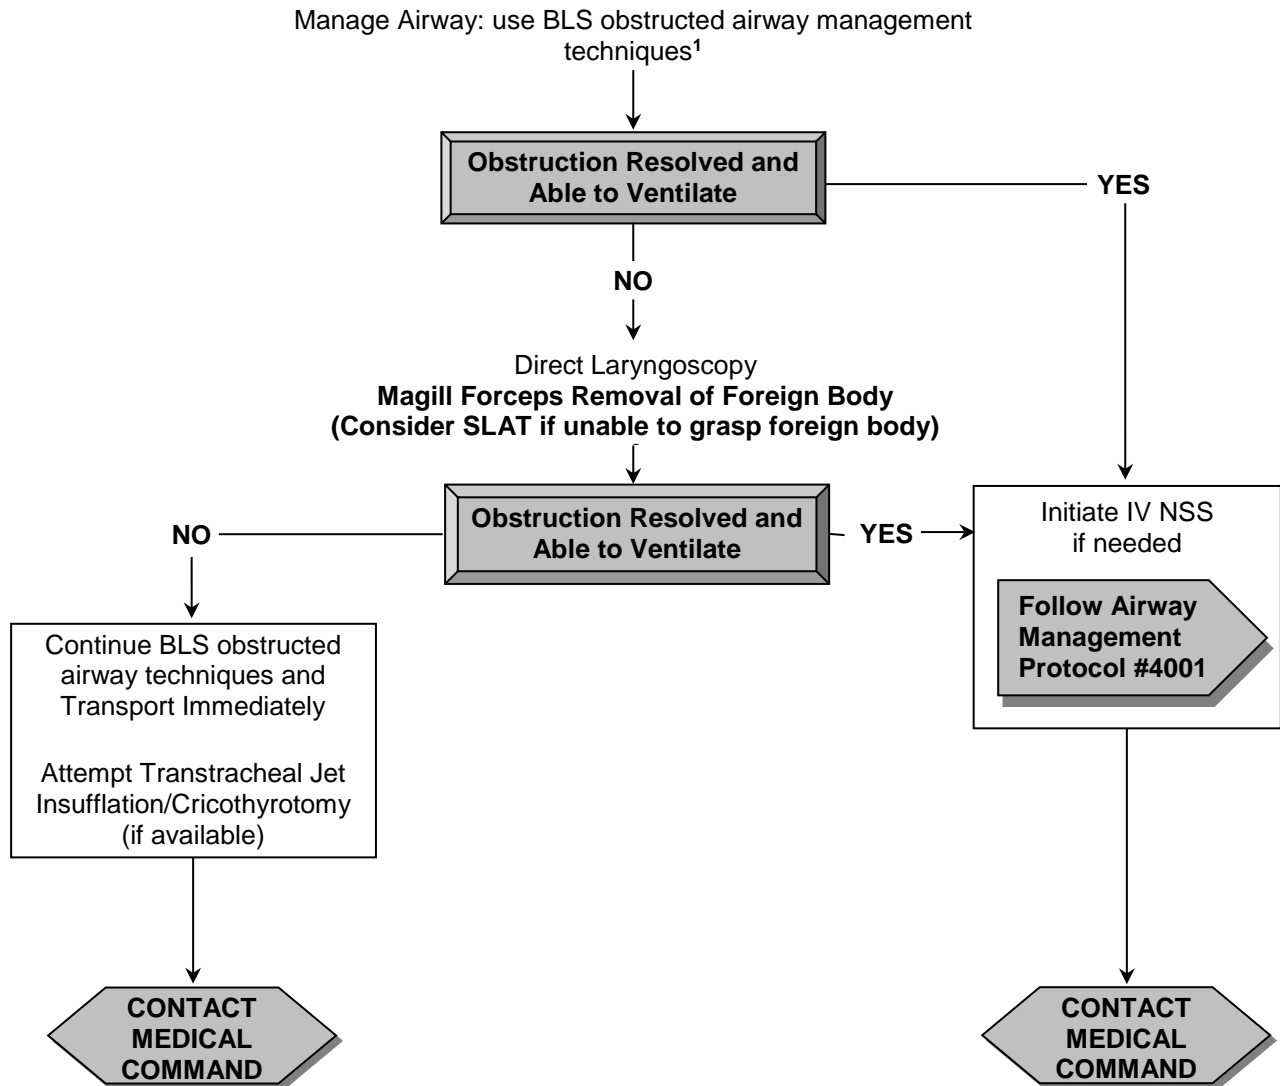 Manage Airway: use BLS obstructed airway management
techniques1
Obstruction Resolved and
Able to Ventilate
YES
NO
Direct Laryngoscopy
Magill Forceps Removal of Foreign Body
(Consider SLAT if unable to grasp foreign body)
Obstruction Resolved and
Able to Ventilate
NO
YES
Initiate IV NSS
if needed
Follow Airway
Management
Protocol #4001
Continue BLS obstructed
airway techniques and
Transport Immediately
Attempt Transtracheal Jet
Insufflation/Cricothyrotomy
(if available)
CONTACT
MEDICAL
COMMAND
CONTACT
MEDICAL
COMMAND